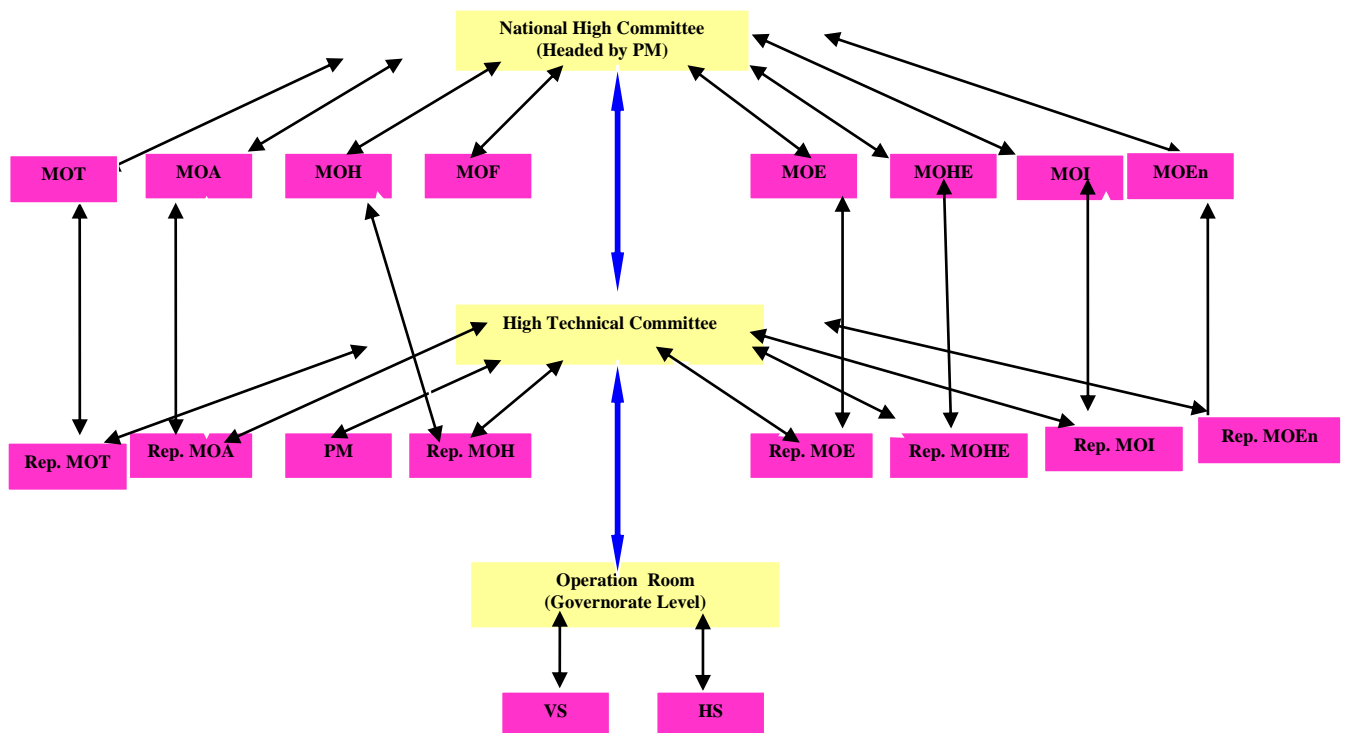 National High Committee
(Headed by PM)
MOT
MOA
MOH
MOF
MOE
MOHE
MOI
MOEn
High Technical Committee
Rep. MOT
Rep. MOA
PM
Rep. MOH
Rep. MOE
Rep. MOHE
Rep. MOI
Rep. MOEn
Operation Room
(Governorate Level)
VS
HS